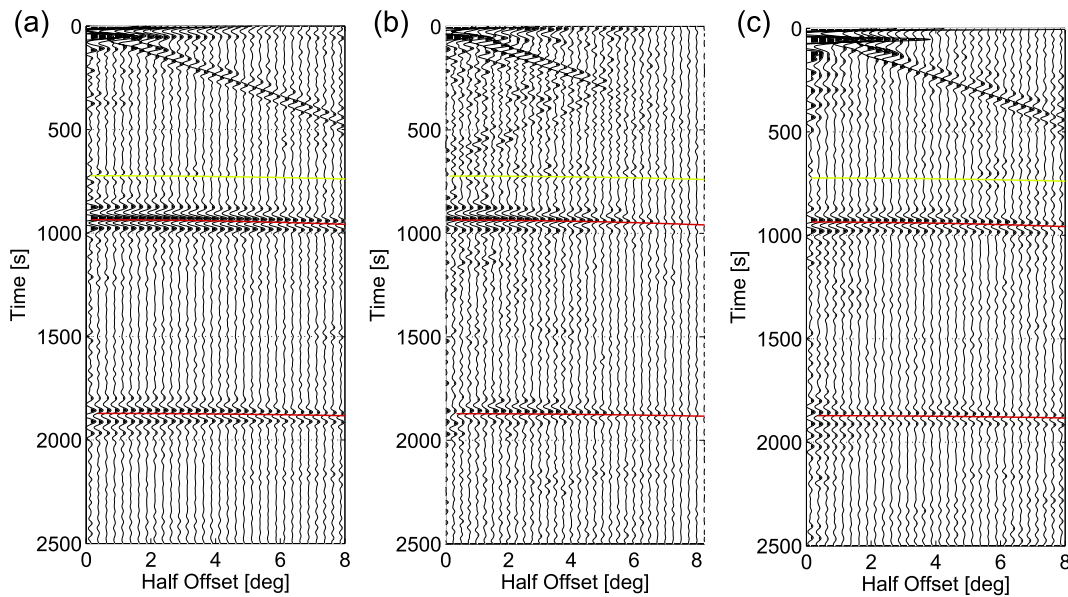 (a) (b) (c)
0 0 0
500 500 500
1000 1000 1000
1500 1500 1500
2000 2000 2000
2500 2500 2500
Time [s] Time [s] Time [s]
0 2 4 6 8 0 2 4 6 8 0 2 4 6 8
Half Offset [deg] Half Offset [deg] Half Offset [deg]